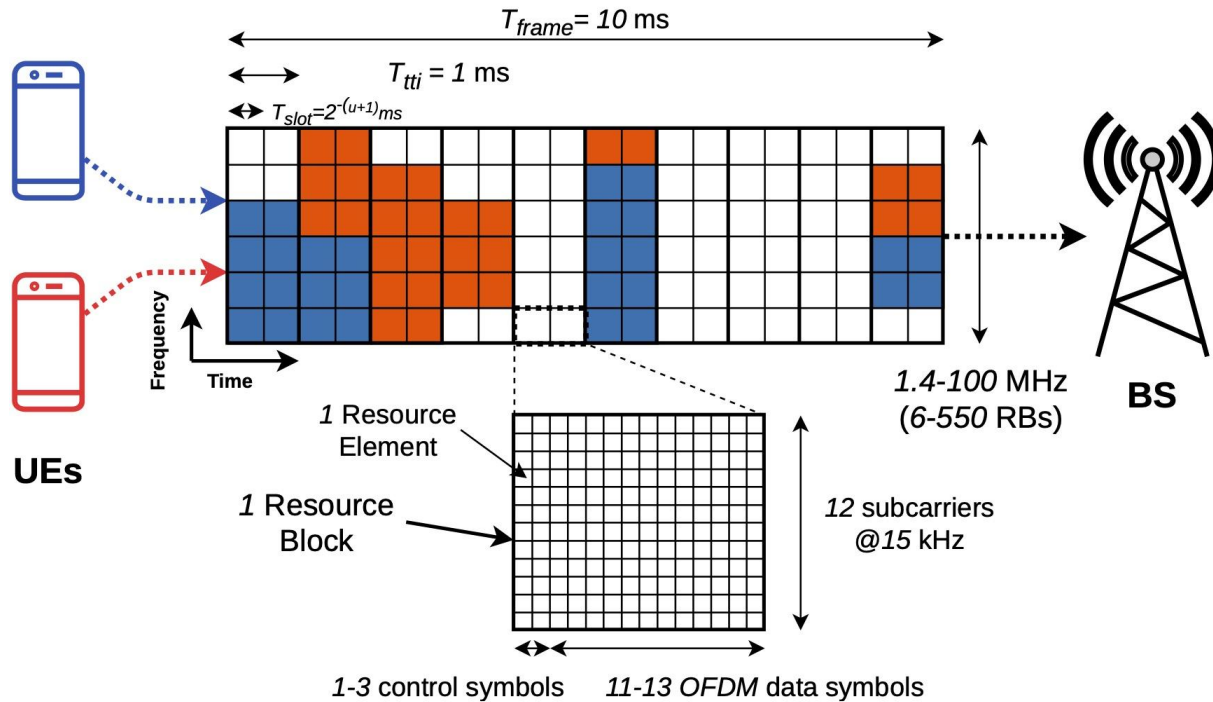 T_frame= 10 ms
T_tti = 1 ms
T_slot=2^-(u+1)ms
Frequency
Time
UEs
1.4-100 MHz
(6-550 RBs)
BS
1 Resource
Element
1 Resource
Block
12 subcarriers
@15 kHz
1-3 control symbols
11-13 OFDM data symbols